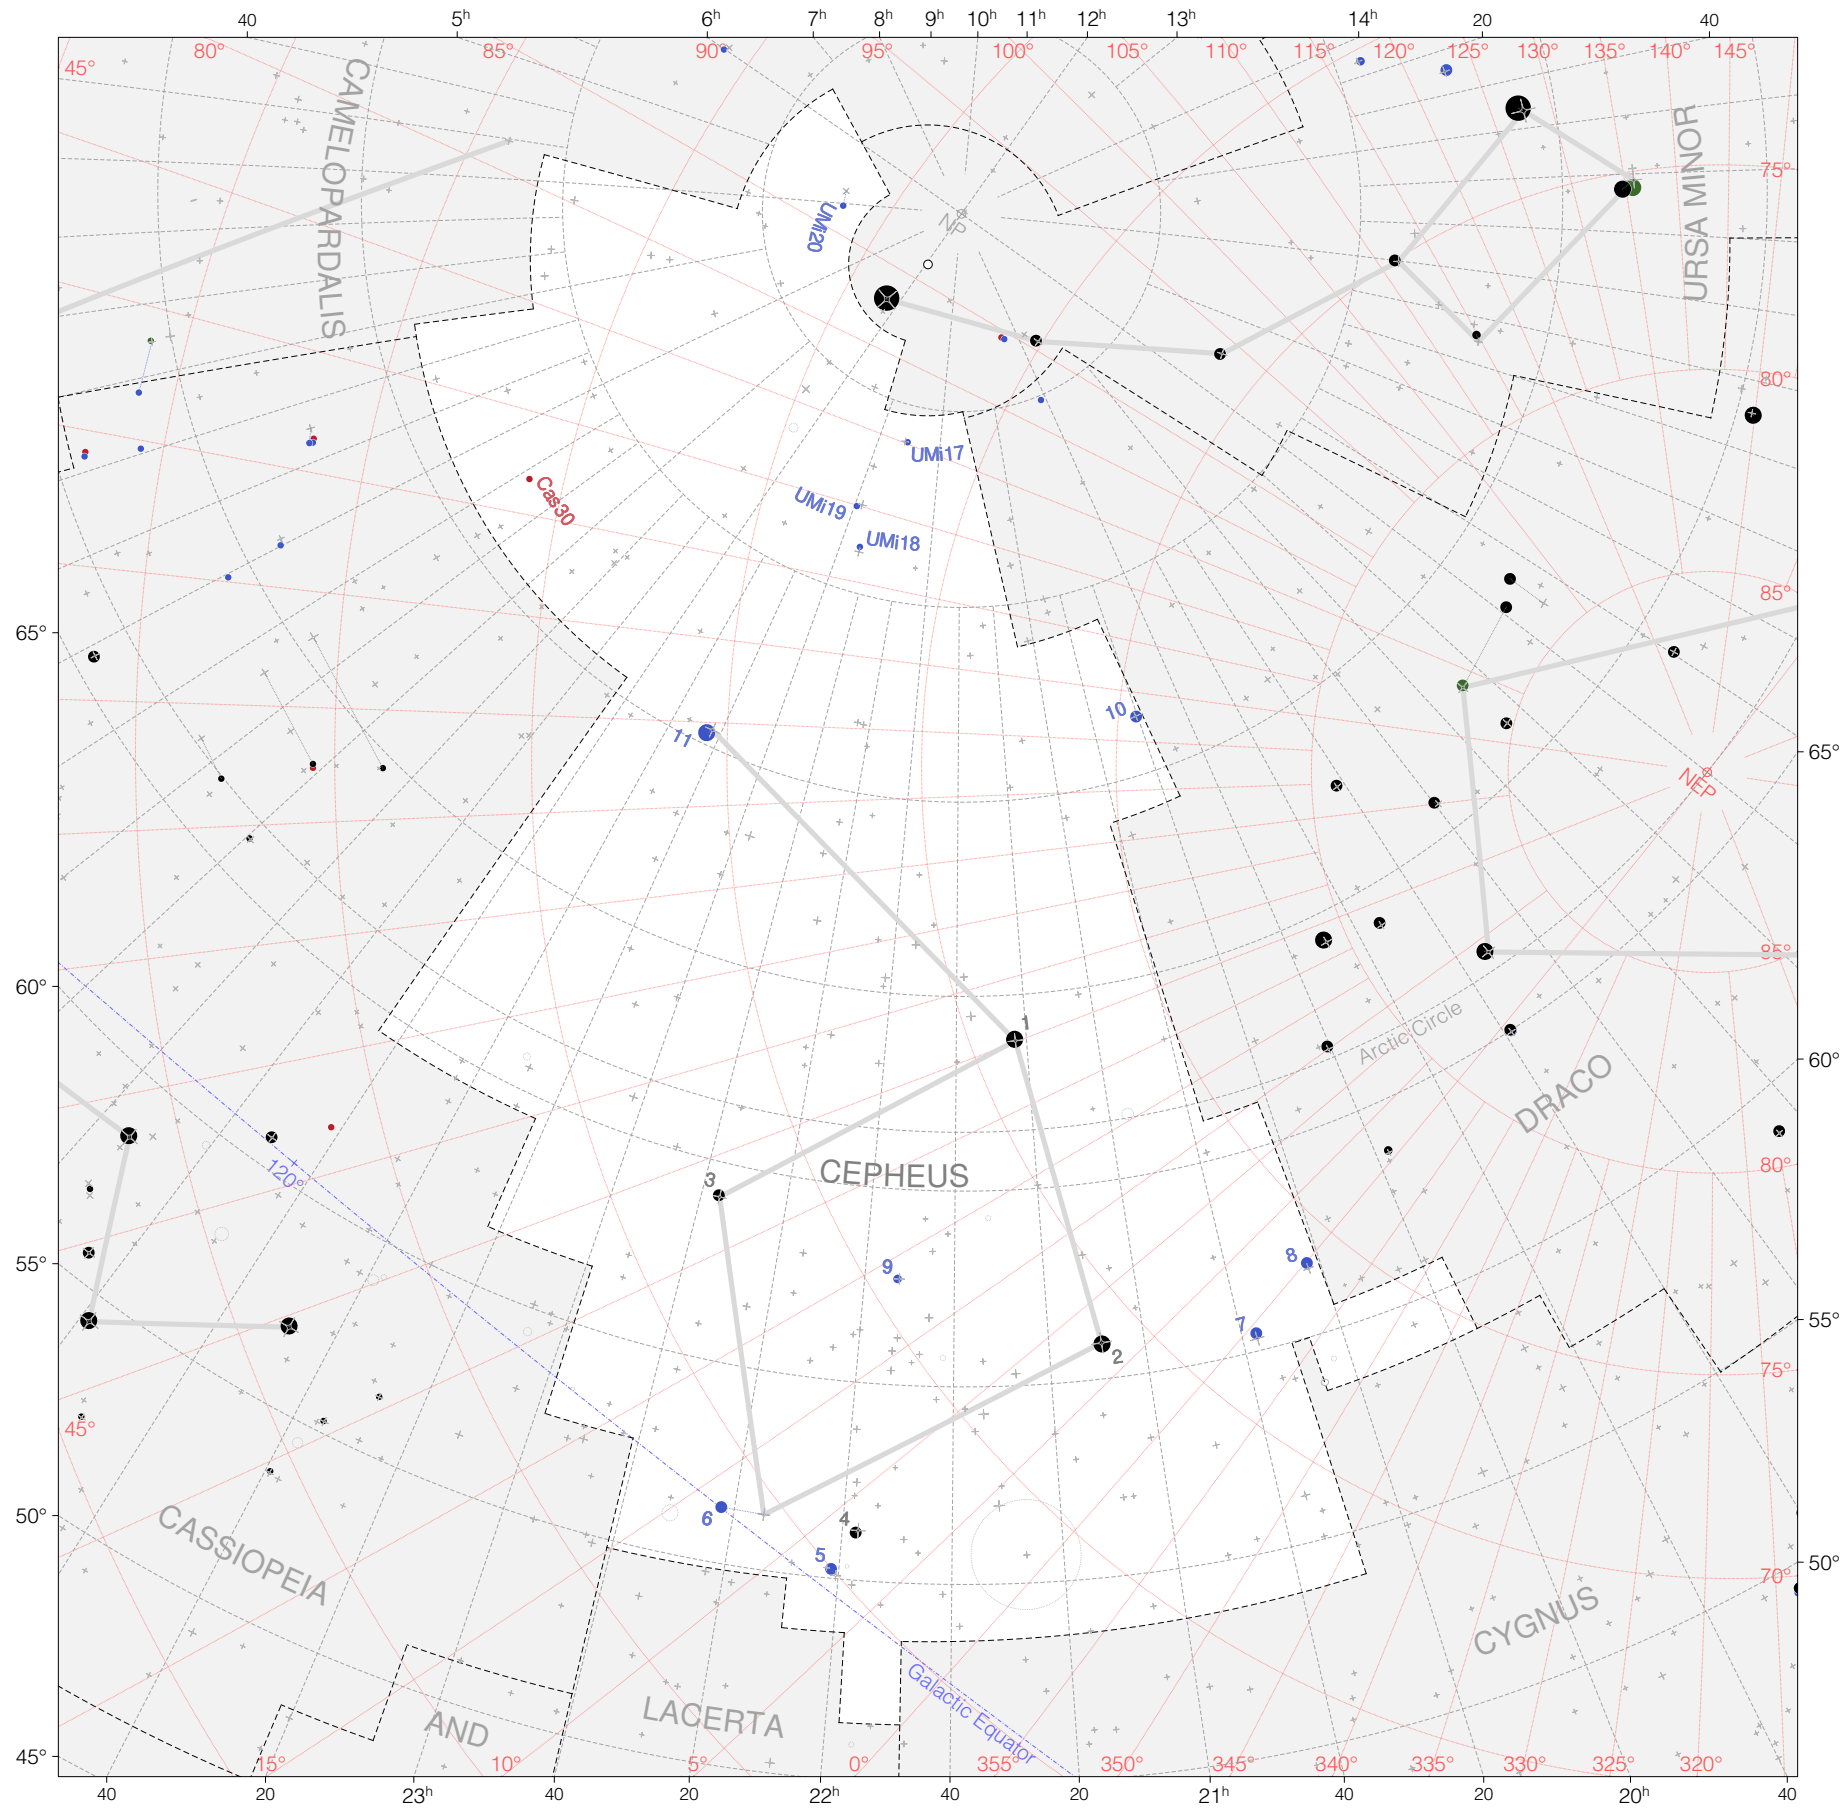 40 5ʰ 6ʰ 7ʰ 8ʰ 9ʰ 10ʰ 11ʰ 12ʰ 13ʰ 14ʰ 20 40
45° 80° 85° 90° 95° 100° 105° 110° 115° 120° 125° 130° 135° 140° 145°
CAMELOPARDALIS
URSA MINOR
75°
UMi20
NP
80°
UMi17
Cas30
UMi19
UMi18
85°
65°
10
11
65°
NEP
85°
60°
1
Arctic Circle
60°
DRACO
120°
3
CEPHEUS
80°
55°
9
8
7
55°
2
75°
45°
50°
6
4
5
50°
70°
CASSIOPEIA
CYGNUS
Galactic Equator
LACERTA
AND
45°
15° 10° 5° 0° 355° 350° 345° 340° 335° 330° 325° 320°
40 20 23ʰ 40 20 22ʰ 40 20 21ʰ 40 20 20ʰ 40